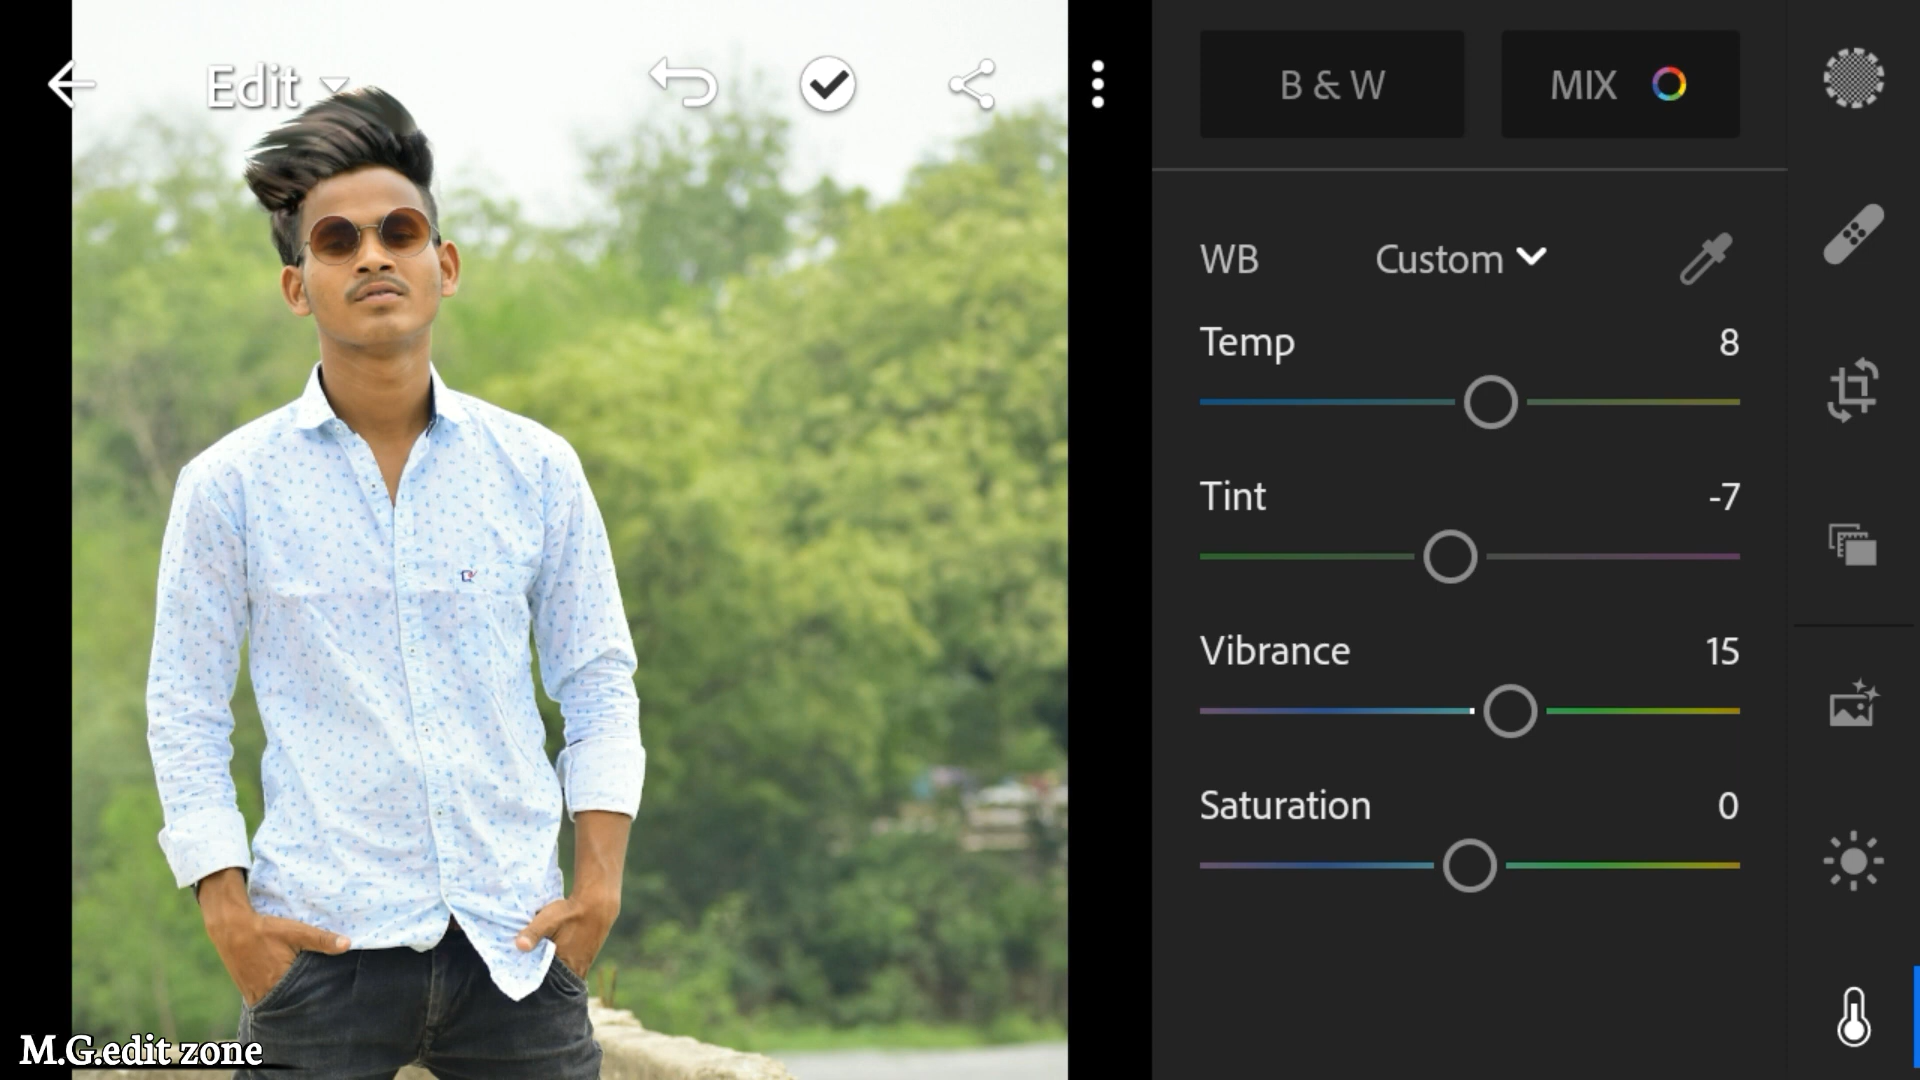 Edit
B & W
MIX
WB
Custom
Temp
8
Tint
-7
Vibrance
15
Saturation
0
M.G.edit zone